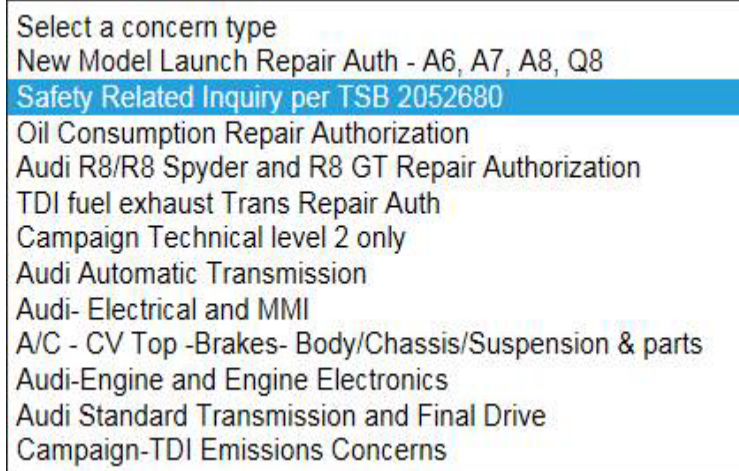 Select a concern type
New Model Launch Repair Auth - A6, A7, A8, Q8
Safety Related Inquiry per TSB 2052680
Oil Consumption Repair Authorization
Audi R8/R8 Spyder and R8 GT Repair Authorization
TDI fuel exhaust Trans Repair Auth
Campaign Technical level 2 only
Audi Automatic Transmission
Audi- Electrical and MMI
A/C - CV Top -Brakes- Body/Chassis/Suspension & parts
Audi-Engine and Engine Electronics
Audi Standard Transmission and Final Drive
Campaign-TDI Emissions Concerns